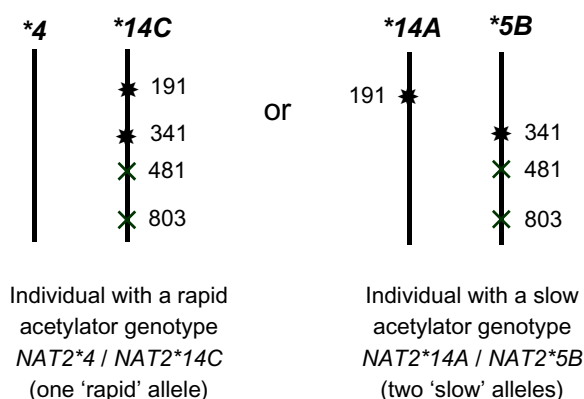 *4 *14C
191
341
481
803
Individual with a rapid
acetylator genotype
NAT2*4 / NAT2*14C
(one ‘rapid’ allele)
or
*14A *5B
191
341
481
803
Individual with a slow
acetylator genotype
NAT2*14A / NAT2*5B
(two ‘slow’ alleles)